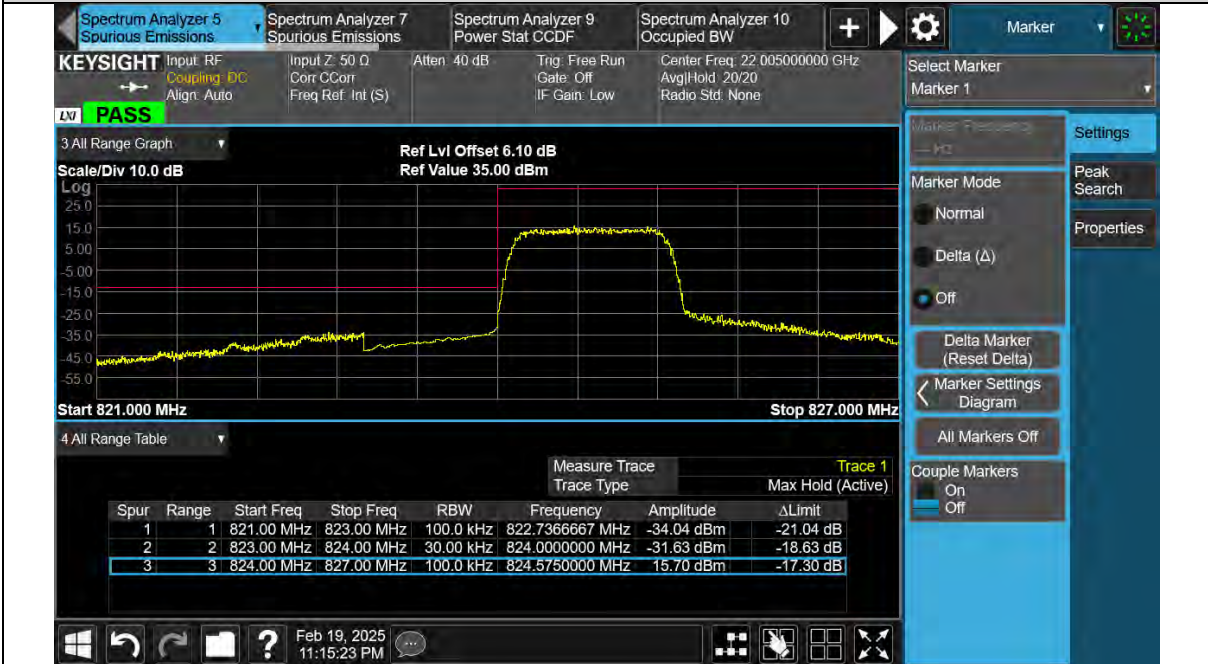 Spectrum Analyzer 5
Spurious Emissions
Spectrum Analyzer 7
Spurious Emissions
Spectrum Analyzer 9
Power Stat CCDF
Spectrum Analyzer 10
Occupied BW
+
Marker
KEYSIGHT
Input: RF
Coupling: DC
Align: Auto
Input Z: 50 Ω
Corr CCorr
Freq Ref: Int (S)
Atten: 40 dB
Trig: Free Run
Gate: Off
IF Gain: Low
Center Freq: 22.005000000 GHz
Avg|Hold: 20/20
Radio Std: None
LXI PASS
Select Marker
Marker 1
3 All Range Graph
Ref Lvl Offset 6.10 dB
Scale/Div 10.0 dB
Ref Value 35.00 dBm
Log
25.0
15.0
5.00
-5.00
-15.0
-25.0
-35.0
-45.0
-55.0
Start 821.000 MHz
Stop 827.000 MHz
4 All Range Table
Measure Trace Trace 1
Trace Type Max Hold (Active)
Spur Range Start Freq Stop Freq RBW Frequency Amplitude ΔLimit
1 1 821.00 MHz 823.00 MHz 100.0 kHz 822.7366667 MHz -34.04 dBm -21.04 dB
2 2 823.00 MHz 824.00 MHz 30.00 kHz 824.0000000 MHz -31.63 dBm -18.63 dB
3 3 824.00 MHz 827.00 MHz 100.0 kHz 824.5750000 MHz 15.70 dBm -17.30 dB
Marker Frequency
--- Hz
Marker Mode
Normal
Delta (Δ)
Off
Delta Marker
(Reset Delta)
Marker Settings
Diagram
All Markers Off
Couple Markers
On
Off
Settings
Peak
Search
Properties
?
Feb 19, 2025
11:15:23 PM